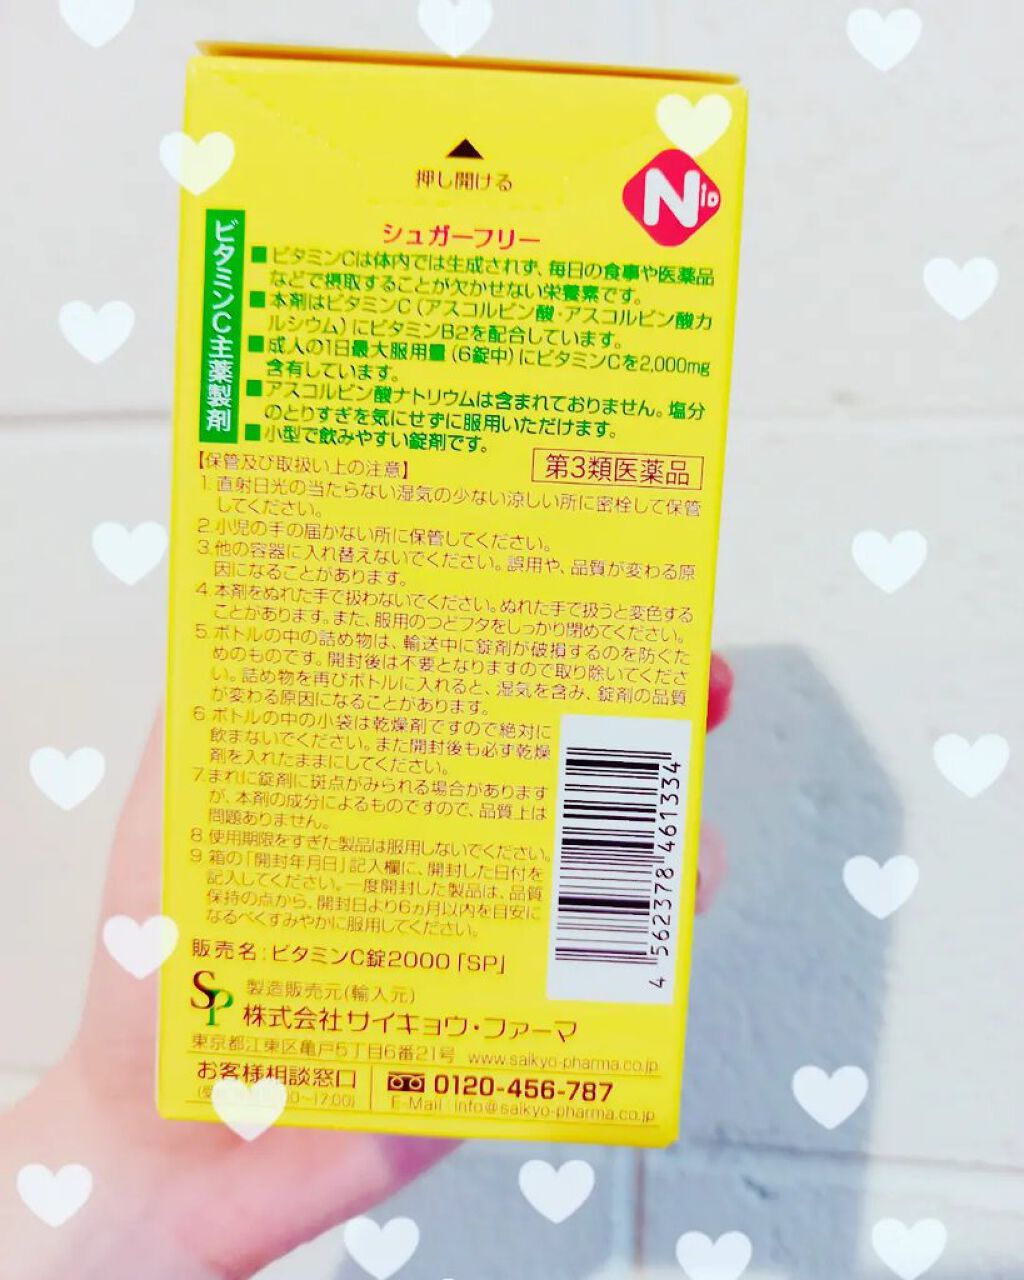 押し開ける
N 1D
シュガーフリー
ビタミンC主薬製剤
■ビタミンCは体内では生成されず、毎日の食事や医薬品
などで摂取することが欠かせない栄養素です。
■本剤はビタミンC(アスコルビン酸・アスコルビン酸カ
ルシウム)にビタミンB2を配合しています。
■成人の1日最大服用量(6錠中)にビタミンCを2,000mg
含有しています。
■アスコルビン酸ナトリウムは含まれておりません。塩分
のとりすぎを気にせずに服用いただけます。
■小型で飲みやすい錠剤です。
第3類医薬品
【保管及び取扱い上の注意】
1.直射日光の当たらない湿気の少ない涼しい所に密栓して保管
してください。
2.小児の手の届かない所に保管してください。
3.他の容器に入れ替えないでください。誤用や、品質が変わる原
因になることがあります。
4.本剤をぬれた手で扱わないでください。ぬれた手で扱うと変色する
ことがあります。また、服用のつどフタをしっかり閉めてください。
5.ボトルの中の詰め物は、輸送中に錠剤が破損するのを防ぐた
めのものです。開封後は不要となりますので取り除いてくださ
い。詰め物を再びボトルに入れると、湿気を含み、錠剤の品質
が変わる原因になることがあります。
6.ボトルの中の小袋は乾燥剤ですので絶対に
飲まないでください。また開封後も必ず乾燥
剤を入れたままにしてください。
7.まれに錠剤に斑点がみられる場合があります
が、本剤の成分によるものですので、品質上は
問題ありません。
8.使用期限をすぎた製品は服用しないでください。
9.箱の「開封年月日」記入欄に、開封した日付を
記入してください。一度開封した製品は、品質
保持の点から、開封日より6ヵ月以内を目安に
なるべくすみやかに服用してください。
4 562378 461334
販売名:ビタミンC錠2000「SP」
SP
製造販売元(輸入元)
株式会社サイキョウ・ファーマ
東京都江東区亀戸5丁目6番21号 www.saikyo-pharma.co.jp
お客様相談窓口
0120-456-787
～17:00)
E-Mail:info@saikyo-pharma.co.jp